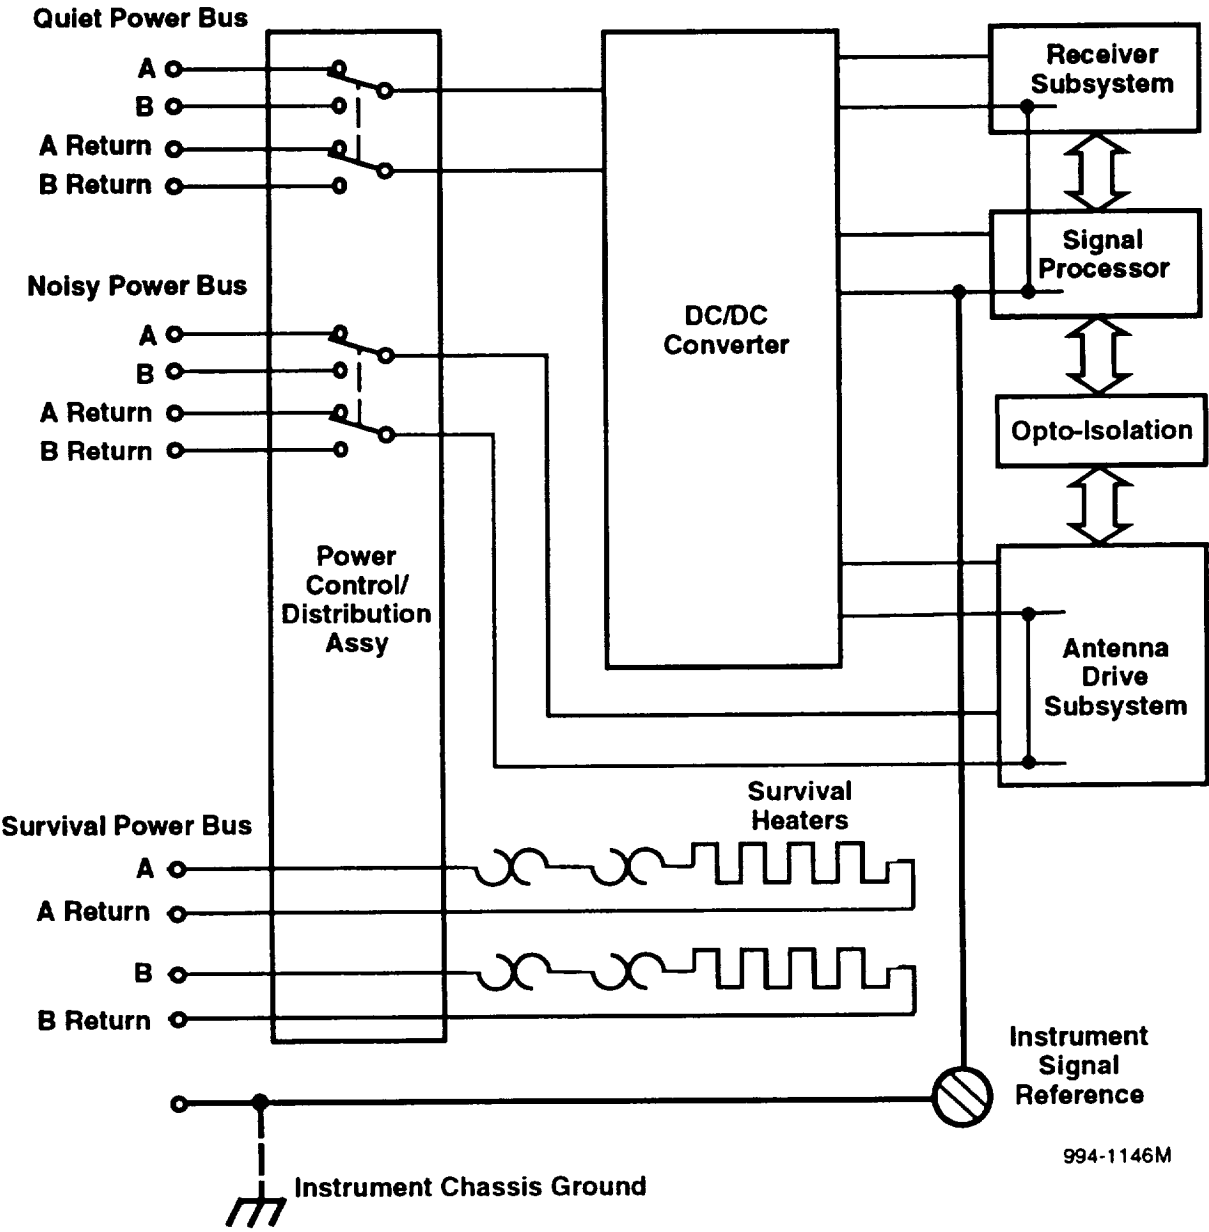 Quiet Power Bus
A
B
A Return
B Return
Noisy Power Bus
A
B
A Return
B Return
Power
Control/
Distribution
Assy
DC/DC
Converter
Receiver
Subsystem
Signal
Processor
Opto-Isolation
Antenna
Drive
Subsystem
Survival Power Bus
A
A Return
B
B Return
Survival
Heaters
Instrument
Signal
Reference
994-1146M
Instrument Chassis Ground